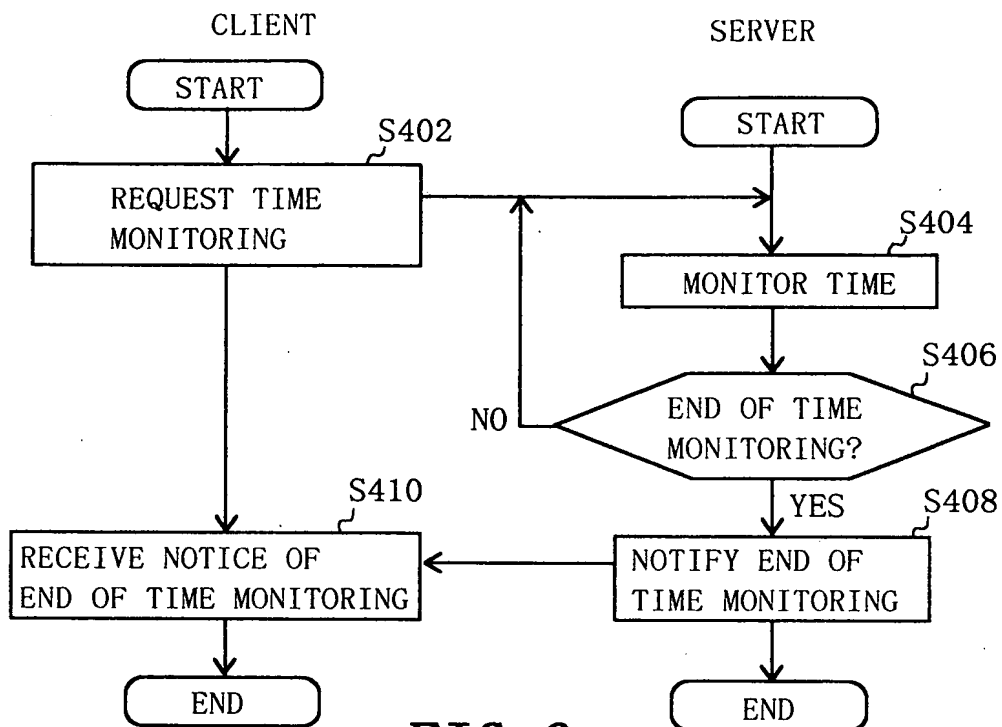 CLIENT
SERVER
START
START
S402
REQUEST TIME
MONITORING
S404
MONITOR TIME
S406
END OF TIME
MONITORING?
NO
YES
S410
S408
RECEIVE NOTICE OF
END OF TIME MONITORING
NOTIFY END OF
TIME MONITORING
END
END